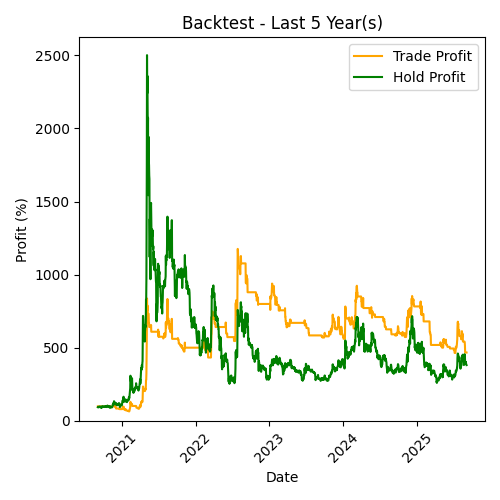 Backtest - Last 5 Year(s)
Trade Profit
Hold Profit
Profit (%)
2500
2000
1500
1000
500
0
2021
2022
2023
2024
2025
Date